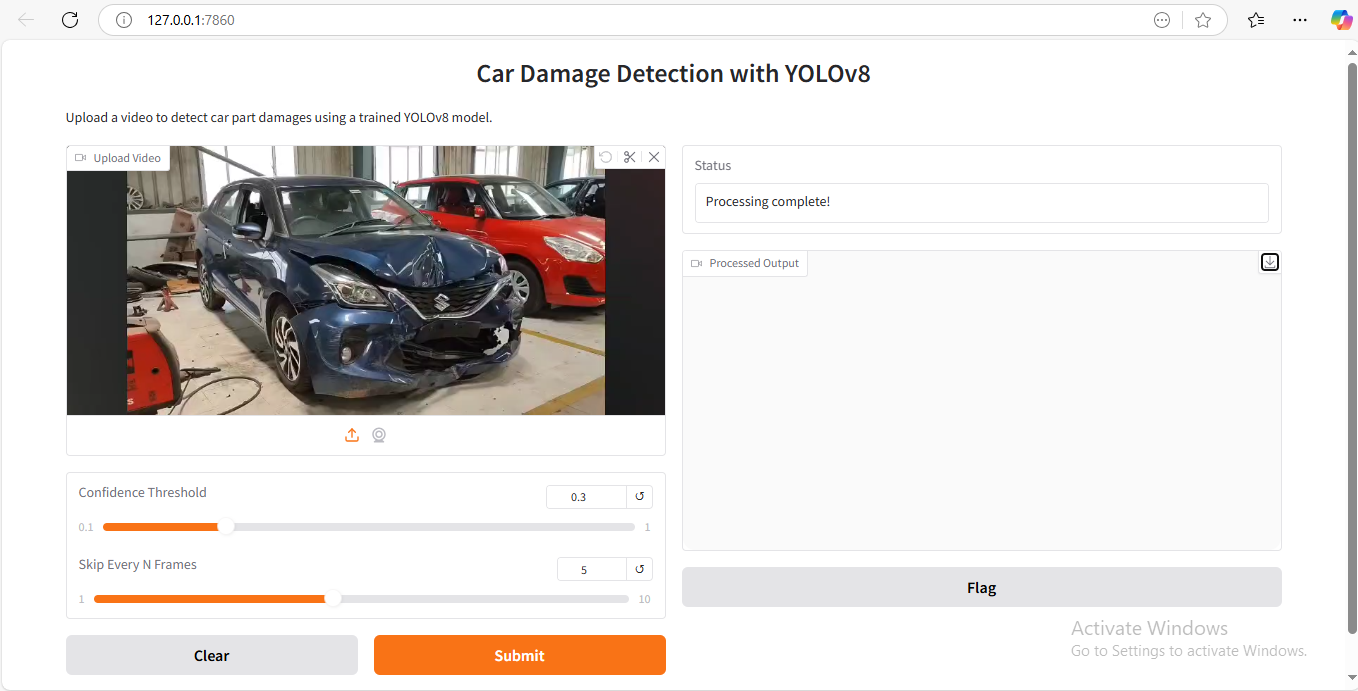 127.0.0.1:7860
Car Damage Detection with YOLOv8
Upload a video to detect car part damages using a trained YOLOv8 model.
Upload Video
Status
Processing complete!
Processed Output
Confidence Threshold
0.3
0.1
1
Skip Every N Frames
5
1
10
Clear
Submit
Flag
Activate Windows
Go to Settings to activate Windows.